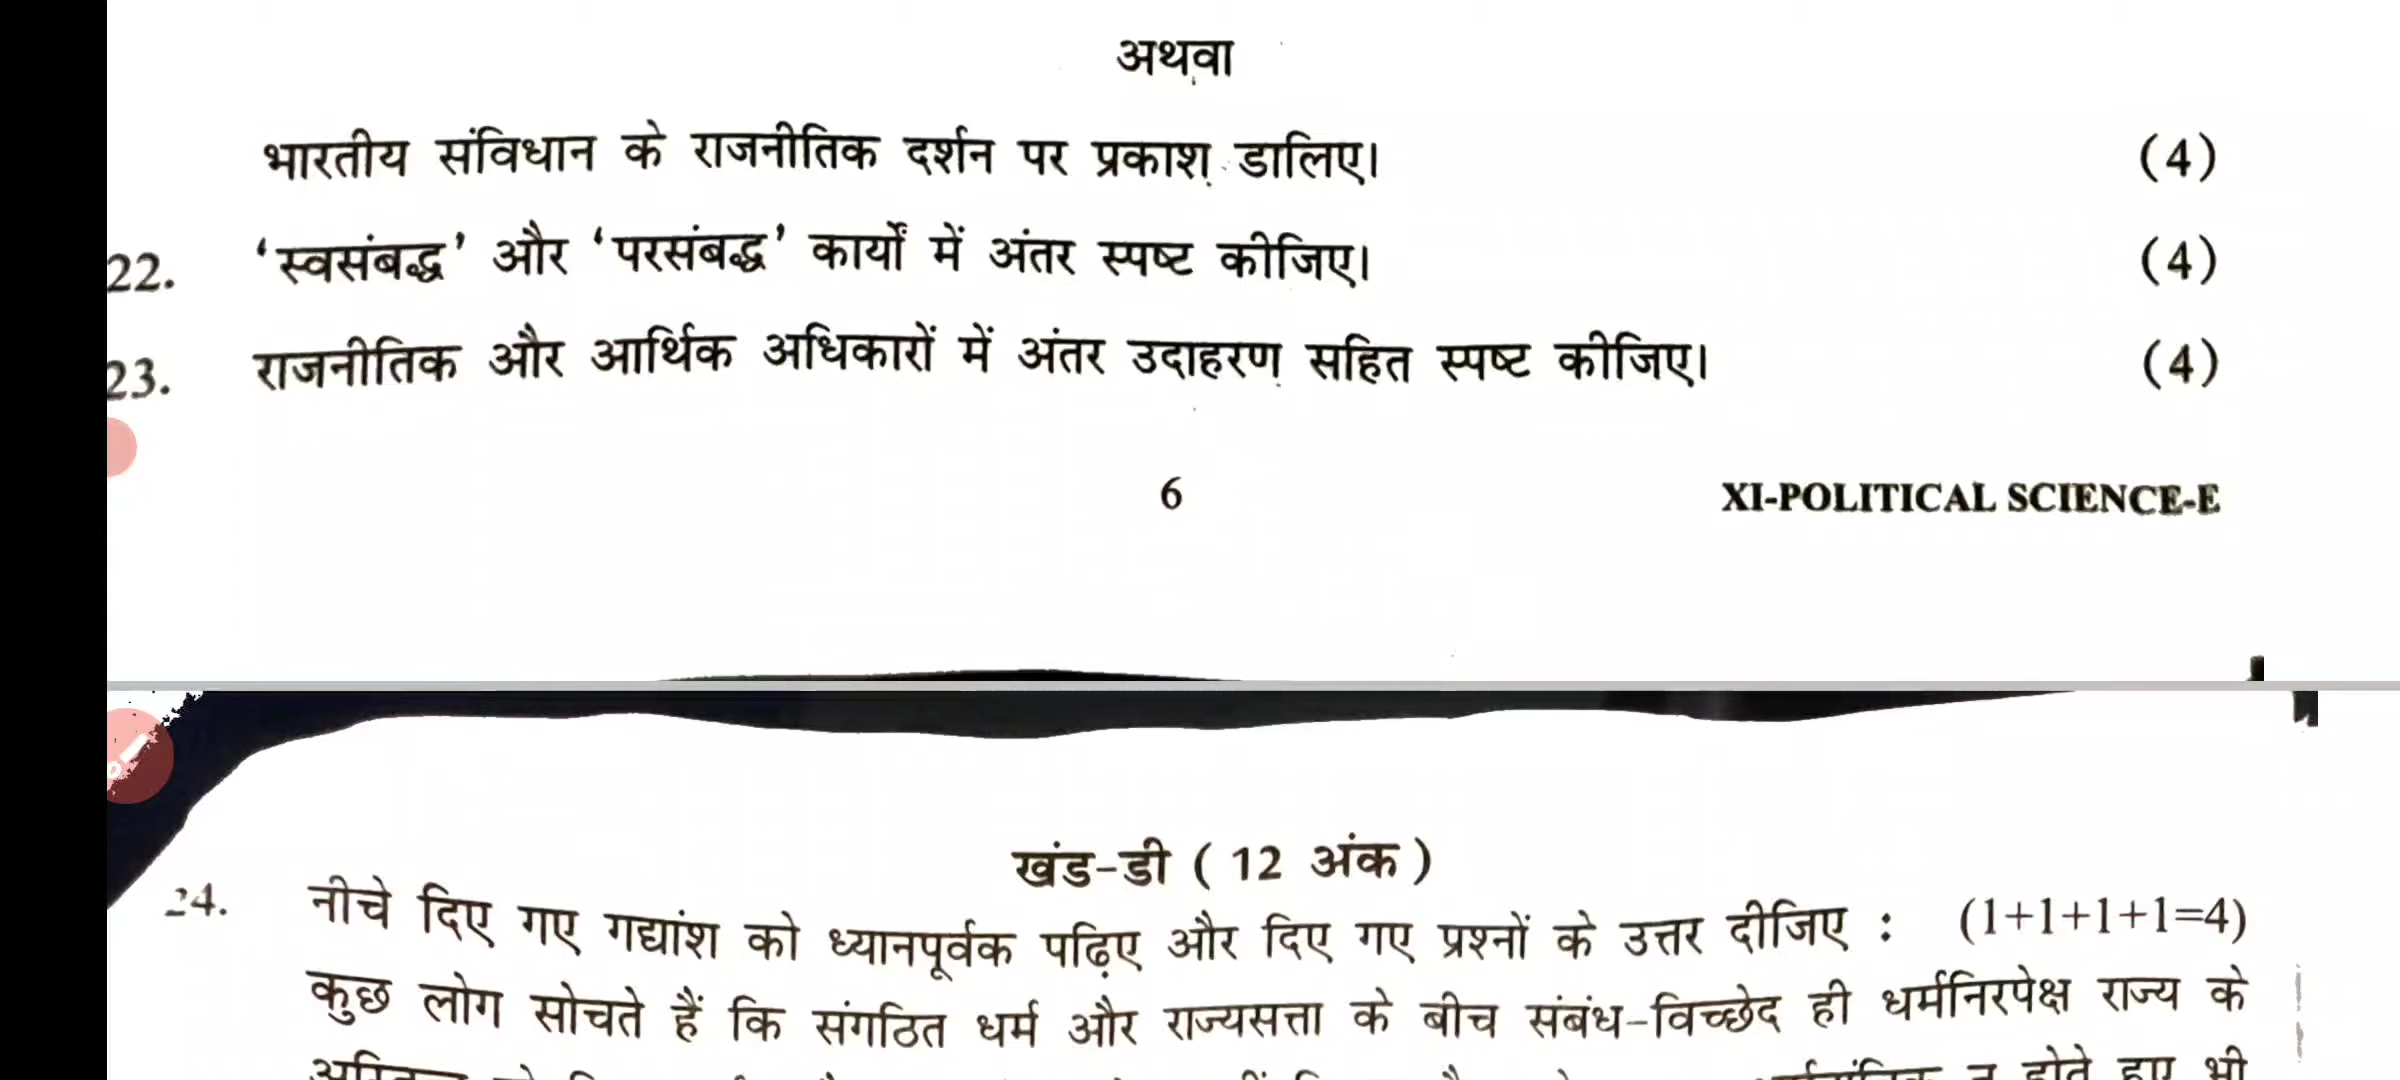 अथवा
भारतीय संविधान के राजनीतिक दर्शन पर प्रकाश डालिए। (4)
22. ‘स्वसंबद्ध’ और ‘परसंबद्ध’ कार्यों में अंतर स्पष्ट कीजिए। (4)
23. राजनीतिक और आर्थिक अधिकारों में अंतर उदाहरण सहित स्पष्ट कीजिए। (4)
6 XI-POLITICAL SCIENCE-E
खंड-डी ( 12 अंक )
24. नीचे दिए गए गद्यांश को ध्यानपूर्वक पढ़िए और दिए गए प्रश्नों के उत्तर दीजिए : (1+1+1+1=4)
कुछ लोग सोचते हैं कि संगठित धर्म और राज्यसत्ता के बीच संबंध-विच्छेद ही धर्मनिरपेक्ष राज्य के
न होते हुए भी